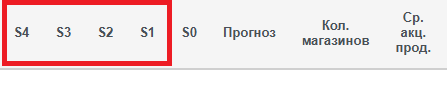 S4 S3 S2 S1 S0 Прогноз Кол. магазинов Ср. акц. прод.